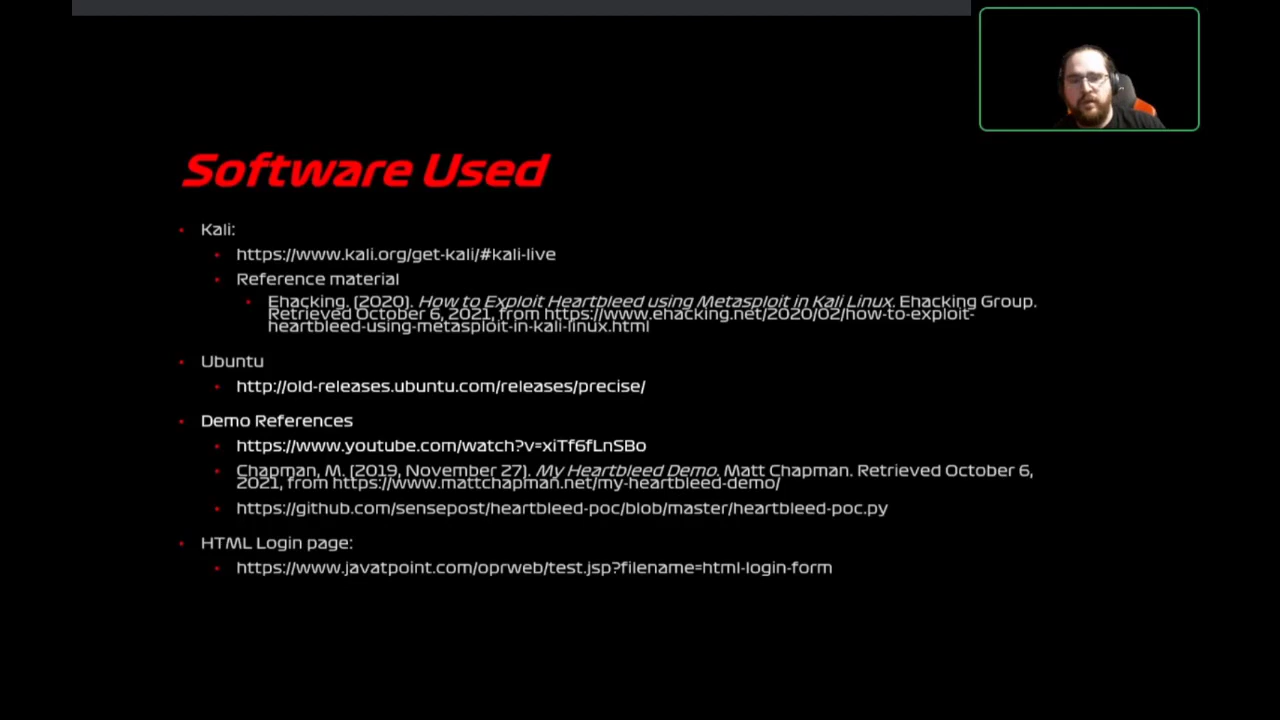 Software Used
Kali:
https://www.kali.org/get-kali/#kali-live
Reference material
Ehacking. (2020). How to Exploit Heartbleed using Metasploit in Kali Linux. Ehacking Group.
Retrieved October 6, 2021, from https://www.ehacking.net/2020/02/how-to-exploit-
heartbleed-using-metasploit-in-kali-linux.html
Ubuntu
http://old-releases.ubuntu.com/releases/precise/
Demo References
https://www.youtube.com/watch?v=xiTf6fLnSBo
Chapman, M. (2019, November 27). My Heartbleed Demo. Matt Chapman. Retrieved October 6,
2021, from https://www.mattchapman.net/my-heartbleed-demo/
https://github.com/sensepost/heartbleed-poc/blob/master/heartbleed-poc.py
HTML Login page:
https://www.javatpoint.com/oprweb/test.jsp?filename=html-login-form